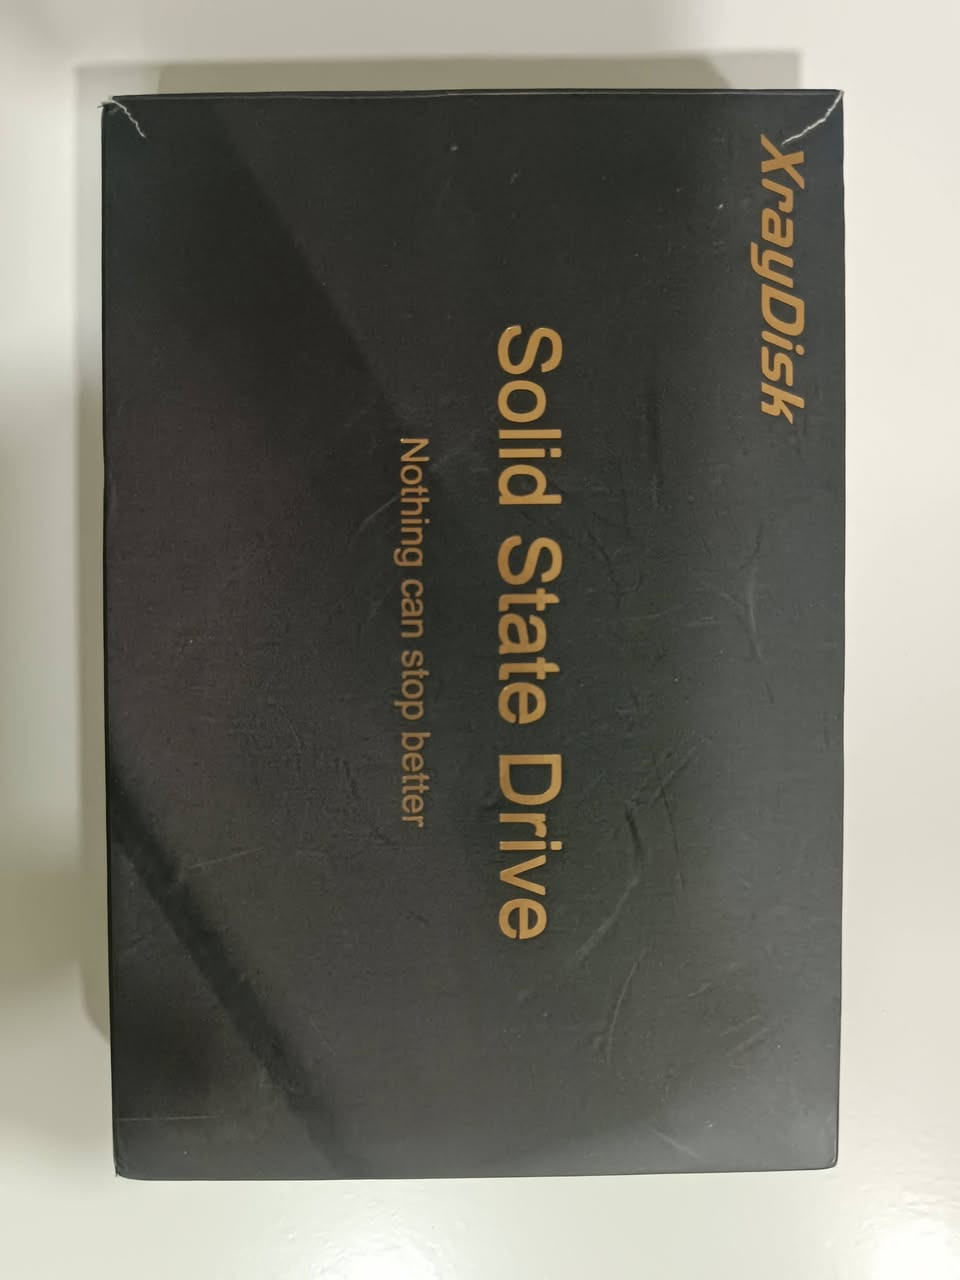 XrayDisk
Solid State Drive
Nothing can stop better